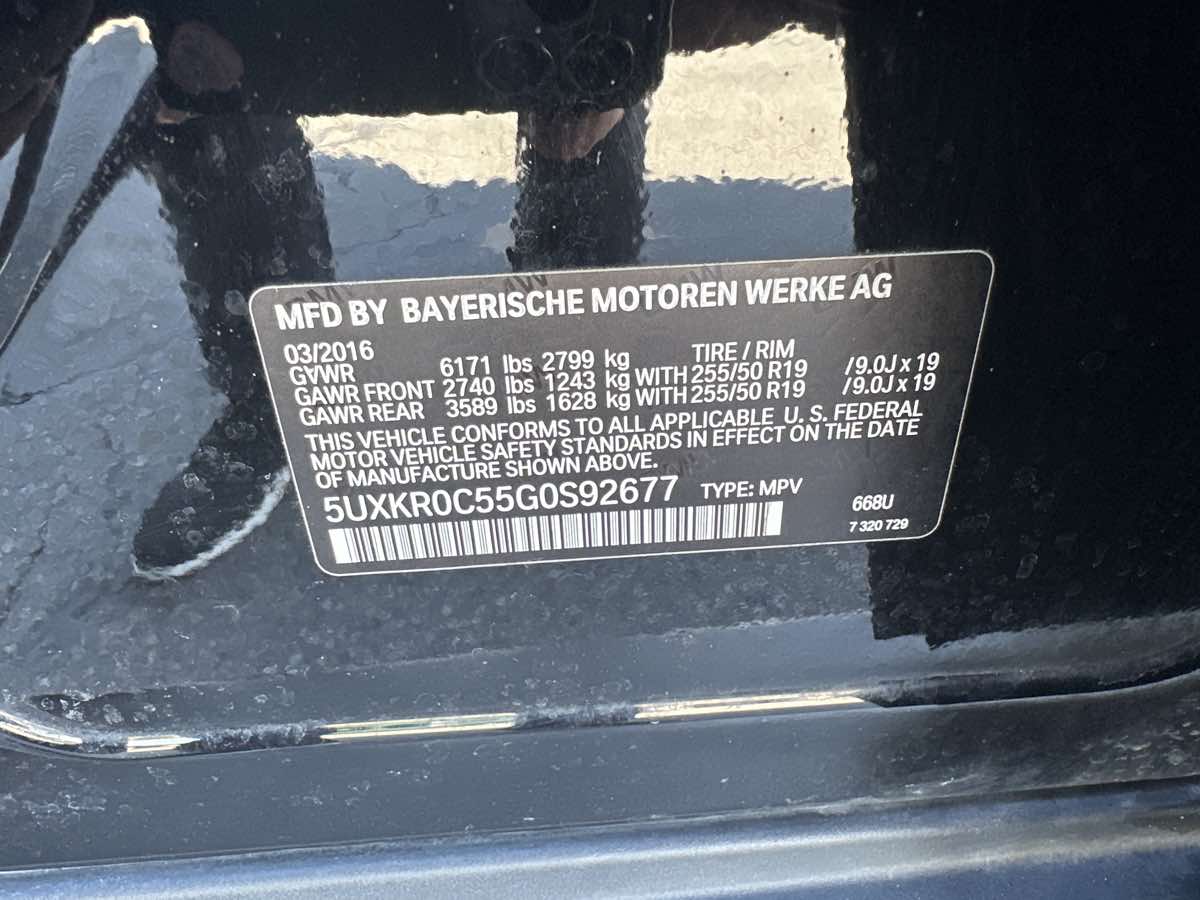 MFD BY BAYERISCHE MOTOREN WERKE AG
03/2016
GVWR 6171 lbs 2799 kg TIRE / RIM
GAWR FRONT 2740 lbs 1243 kg WITH 255/50 R19 /9.0J x 19
GAWR REAR 3589 lbs 1628 kg WITH 255/50 R19 /9.0J x 19
THIS VEHICLE CONFORMS TO ALL APPLICABLE U. S. FEDERAL
MOTOR VEHICLE SAFETY STANDARDS IN EFFECT ON THE DATE
OF MANUFACTURE SHOWN ABOVE.
5UXKR0C55G0S92677 TYPE: MPV 668U
7 320 729